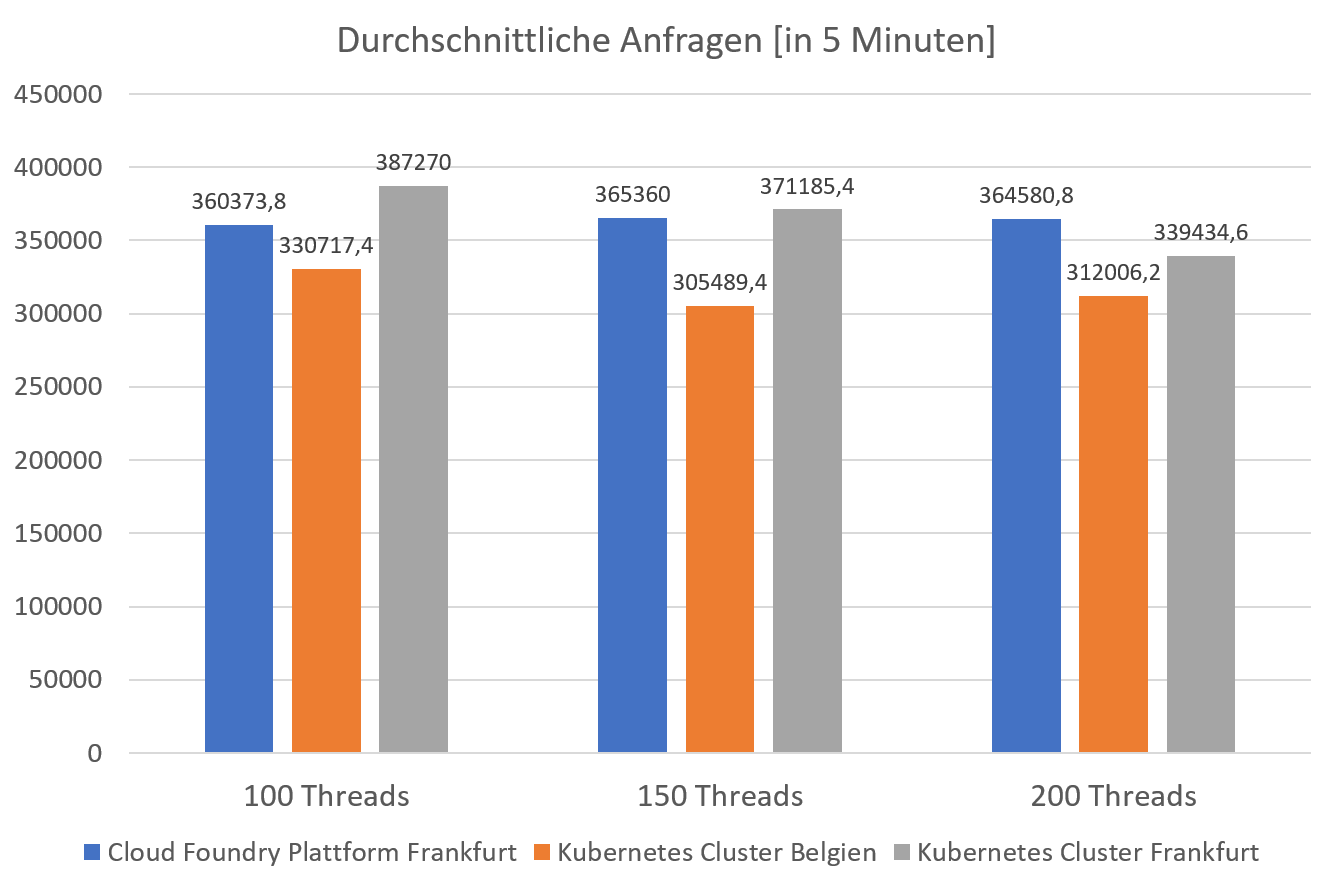 Durchschnittliche Anfragen [in 5 Minuten]
450000
400000
350000
300000
250000
200000
150000
100000
50000
0
360373,8
330717,4
387270
365360
305489,4
371185,4
364580,8
312006,2
339434,6
100 Threads
150 Threads
200 Threads
Cloud Foundry Plattform Frankfurt
Kubernetes Cluster Belgien
Kubernetes Cluster Frankfurt